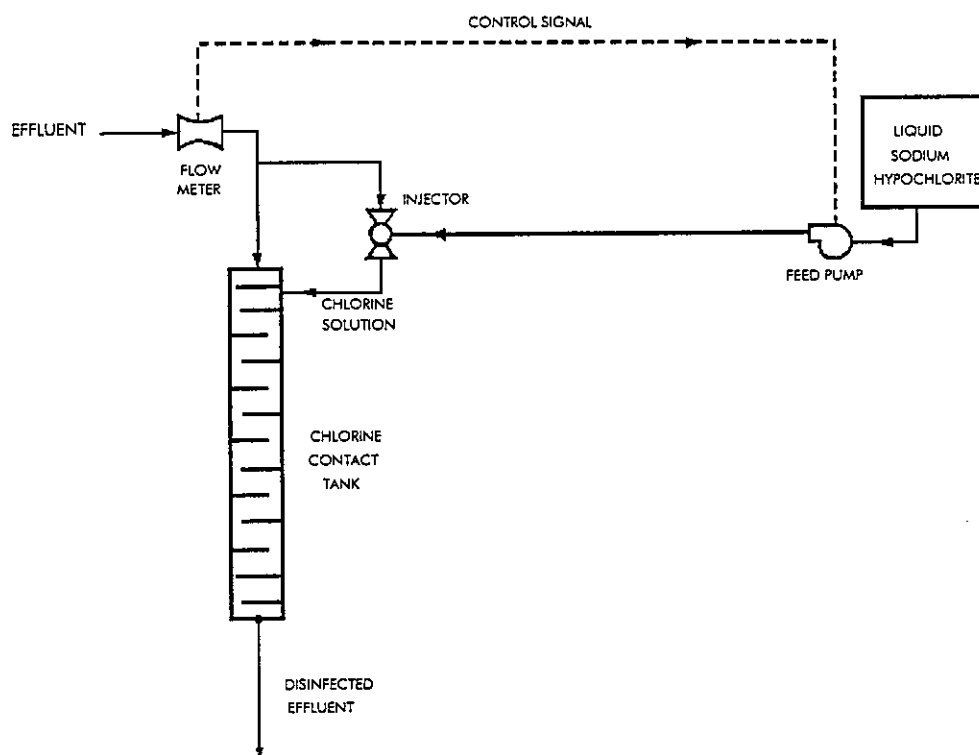 CONTROL SIGNAL
EFFLUENT
FLOW
METER
INJECTOR
LIQUID
SODIUM
HYPOCHLORITE
FEED PUMP
CHLORINE
SOLUTION
CHLORINE
CONTACT
TANK
DISINFECTED
EFFLUENT